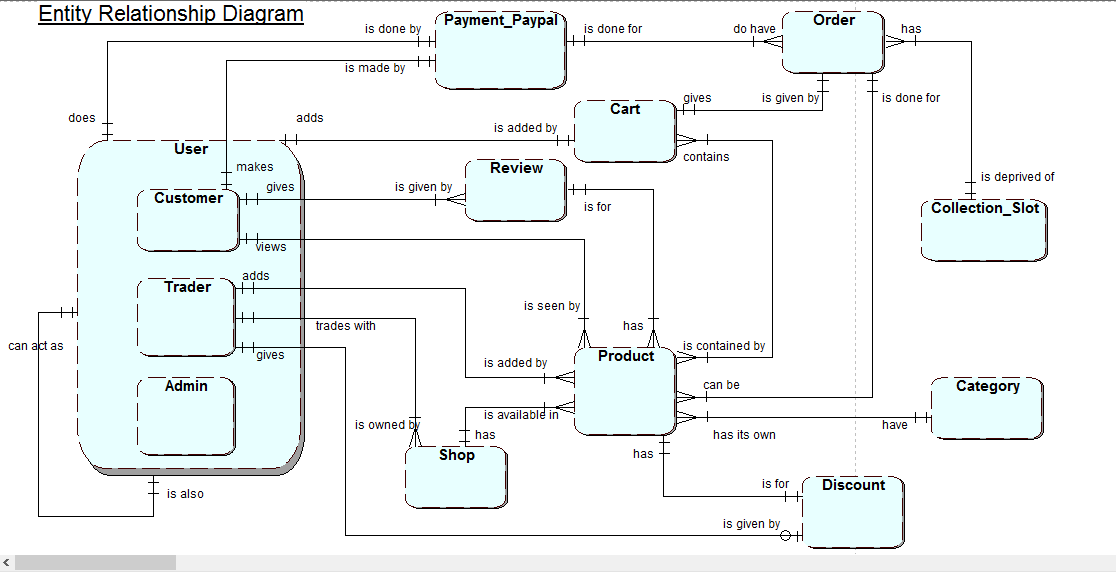 Entity Relationship Diagram
Payment_Paypal
Order
is done by
is done for
do have
has
is made by
gives
is given by
is done for
Cart
does
adds
is added by
User
contains
makes
Review
gives
is given by
is deprived of
Customer
is for
Collection_Slot
views
adds
Trader
is seen by
trades with
has
can act as
is contained by
gives
Product
is added by
Admin
can be
Category
is available in
is owned by
have
has
has its own
Shop
has
is for
Discount
is also
is given by